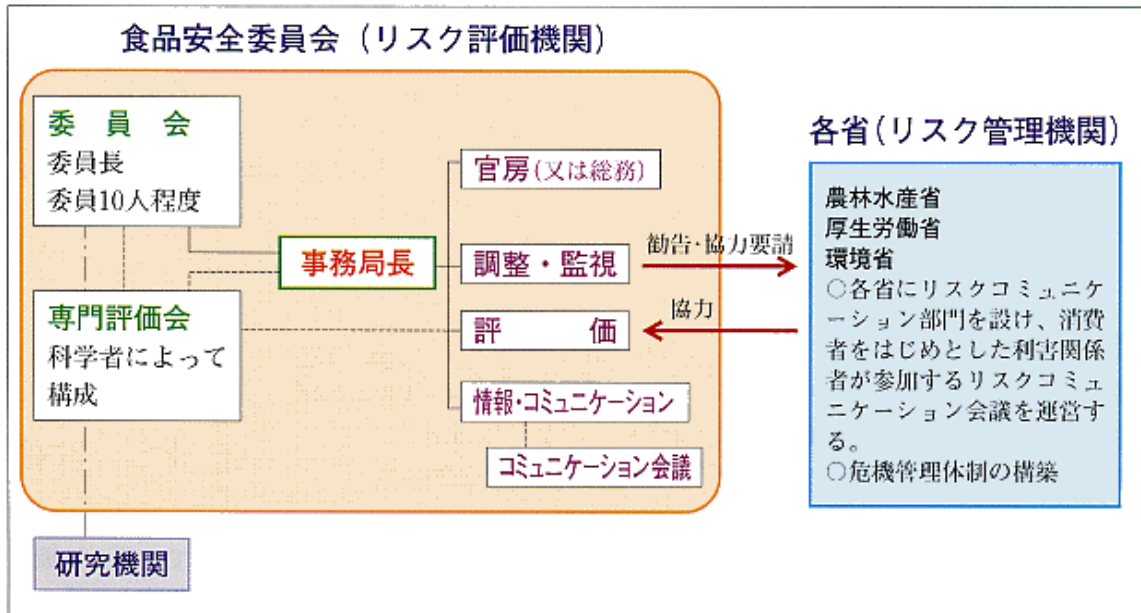 食品安全委員会（リスク評価機関）
委員会
委員長
委員10人程度
専門評価会
科学者によって
構成
研究機関
事務局長
官房（又は総務）
調整・監視
評価
情報・コミュニケーション
コミュニケーション会議
勧告・協力要請
協力
各省（リスク管理機関）
農林水産省
厚生労働省
環境省
○各省にリスクコミュニケ
ーション部門を設け、消費
者をはじめとした利害関係
者が参加するリスクコミュ
ニケーション会議を運営す
る。
○危機管理体制の構築